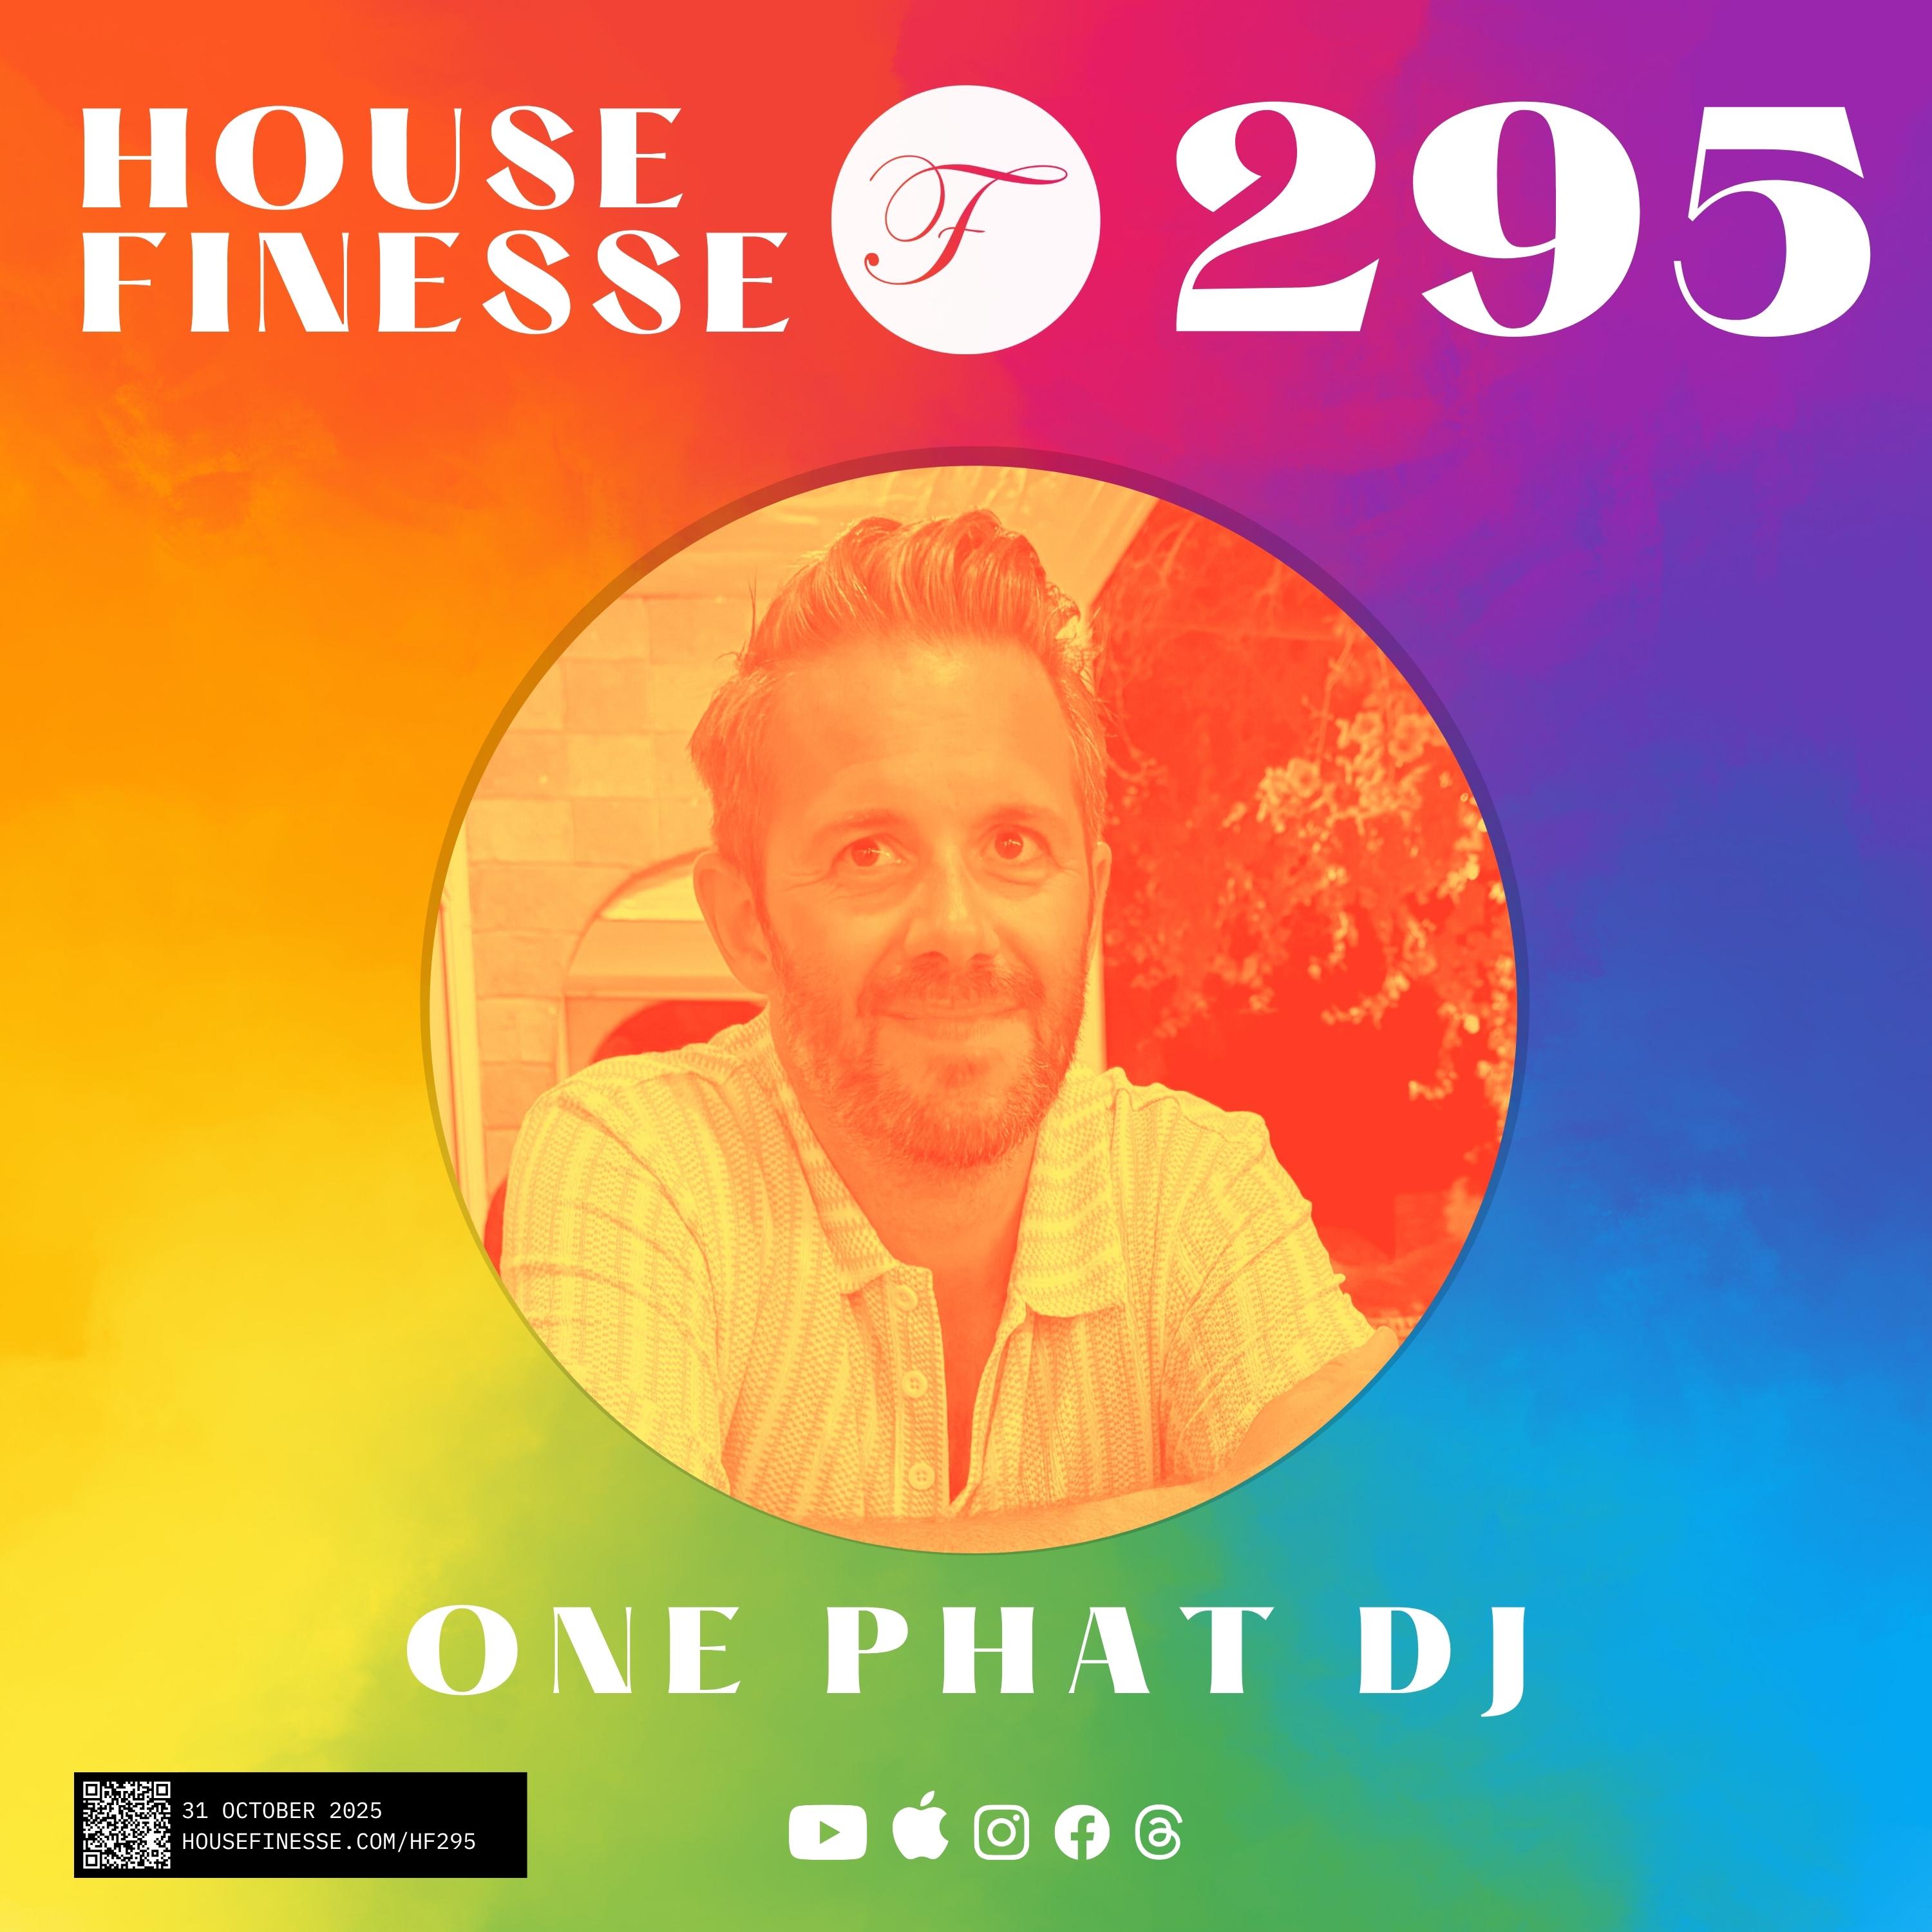 HOUSE
FINESSE
F
295
ONE PHAT DJ
31 OCTOBER 2025
HOUSEFINESSE.COM/HF295